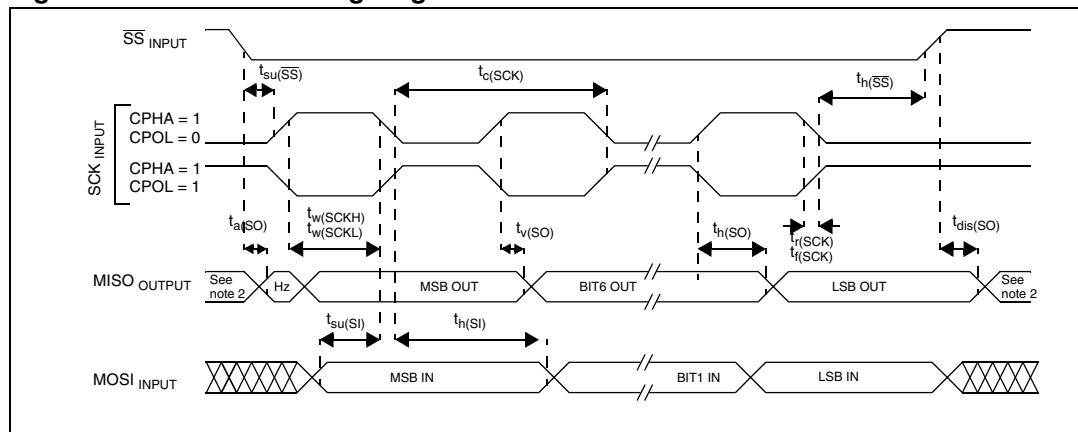 SS INPUT
tsu(SS)
tc(SCK)
th(SS)
SCK INPUT
CPHA = 1
CPOL = 0
CPHA = 1
CPOL = 1
ta(SO)
tw(SCKH)
tw(SCKL)
tv(SO)
th(SO)
tr(SCK)
tf(SCK)
tdis(SO)
MISO OUTPUT
See note 2
Hz
MSB OUT
BIT6 OUT
LSB OUT
See note 2
tsu(SI)
th(SI)
MOSI INPUT
MSB IN
BIT1 IN
LSB IN